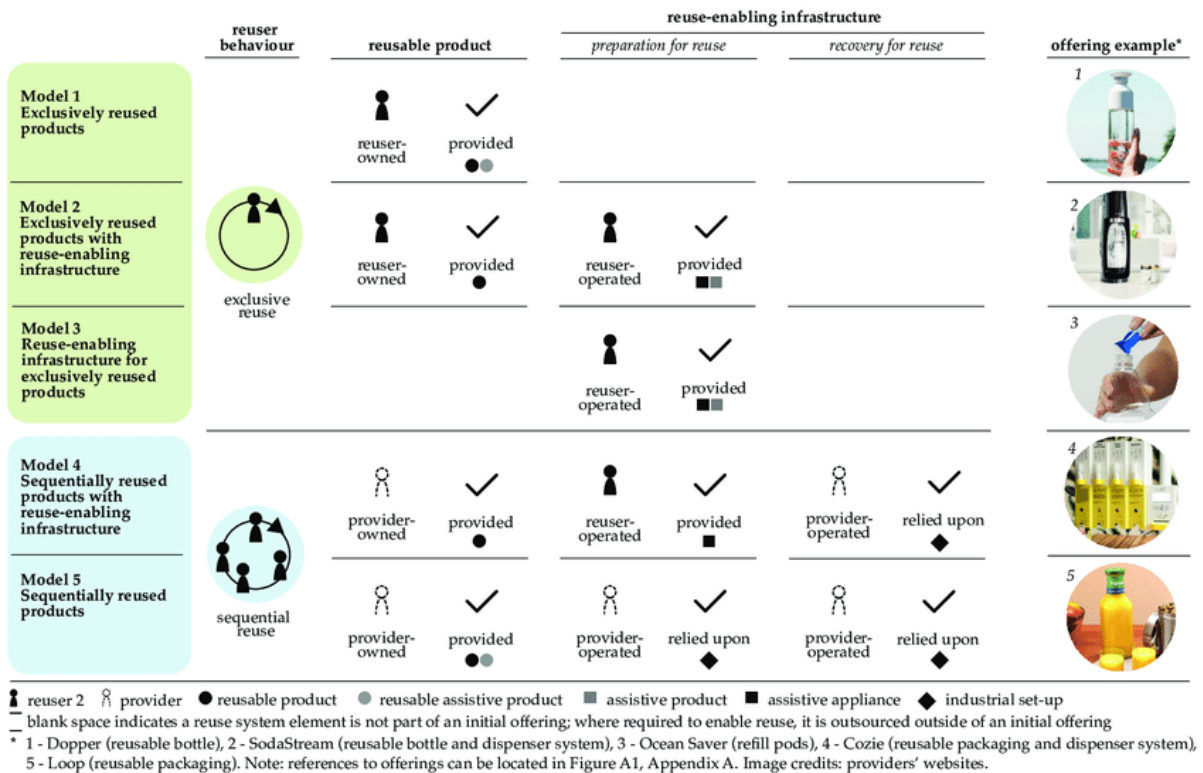 reuse-enabling infrastructure
reuser
behaviour
reusable product
preparation for reuse
recovery for reuse
offering example*
Model 1
Exclusively reused
products
reuser-
owned
provided
1
Model 2
Exclusively reused
products with
reuse-enabling
infrastructure
exclusive
reuse
reuser-
owned
provided
reuser-
operated
provided
2
Model 3
Reuse-enabling
infrastructure for
exclusively reused
products
reuser-
operated
provided
3
Model 4
Sequentially reused
products with
reuse-enabling
infrastructure
provider-
owned
provided
reuser-
operated
provided
provider-
operated
relied upon
4
Model 5
Sequentially reused
products
sequential
reuse
provider-
owned
provided
provider-
operated
relied upon
provider-
operated
relied upon
5
reuser 2 provider reusable product reusable assistive product assistive product assistive appliance industrial set-up
blank space indicates a reuse system element is not part of an initial offering; where required to enable reuse, it is outsourced outside of an initial offering
* 1 - Dopper (reusable bottle), 2 - SodaStream (reusable bottle and dispenser system), 3 - Ocean Saver (refill pods), 4 - Cozie (reusable packaging and dispenser system),
5 - Loop (reusable packaging). Note: references to offerings can be located in Figure A1, Appendix A. Image credits: providers' websites.